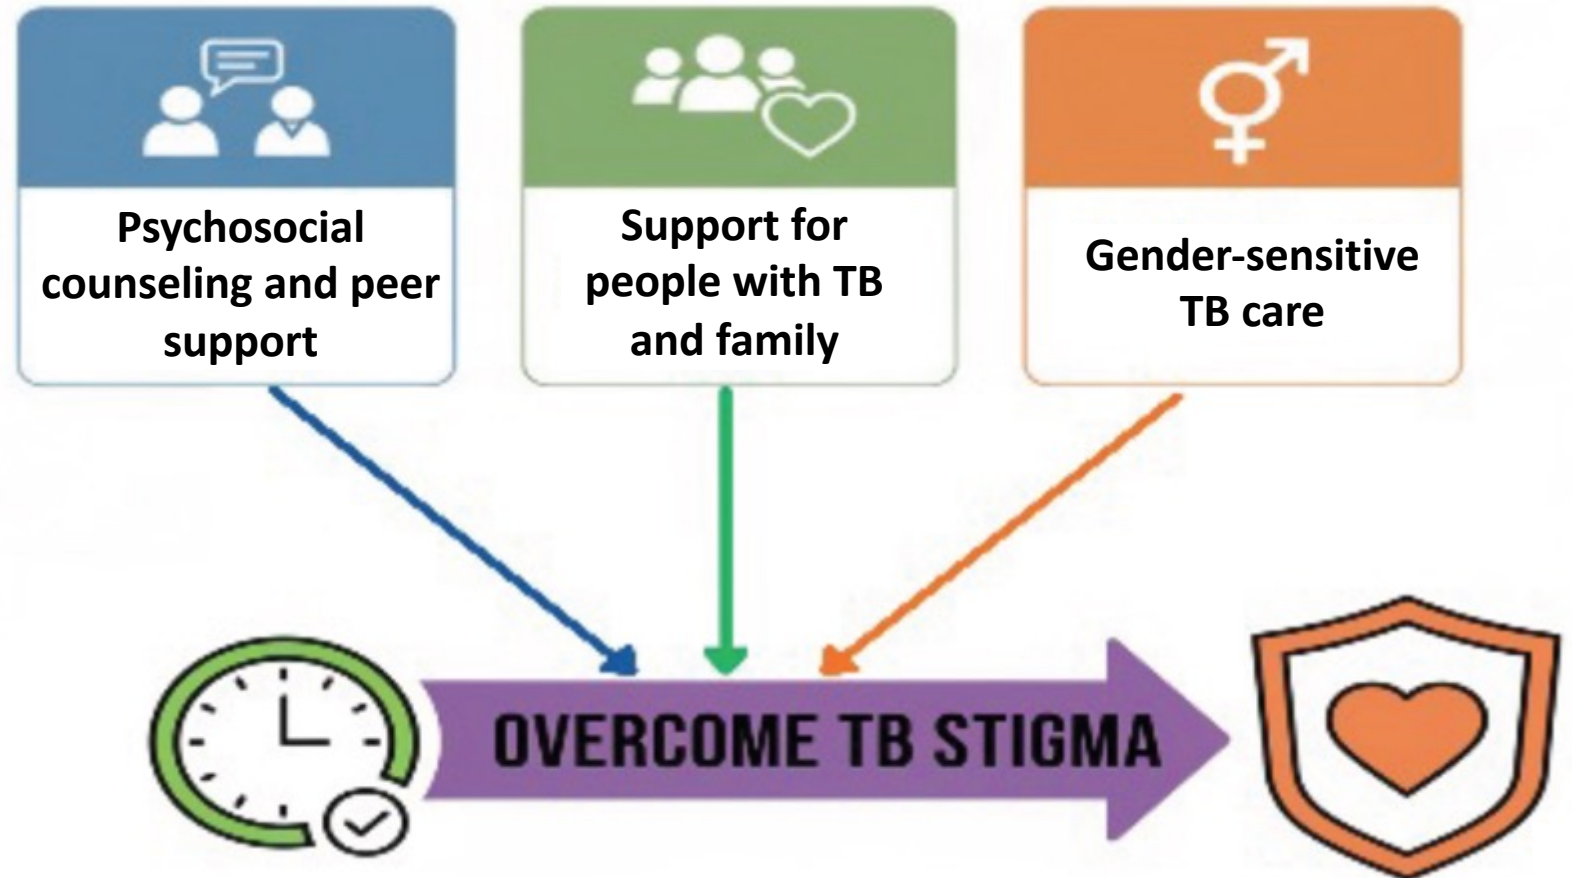 Psychosocial
counseling and peer
support
Support for
people with TB
and family
Gender-sensitive
TB care
OVERCOME TB STIGMA